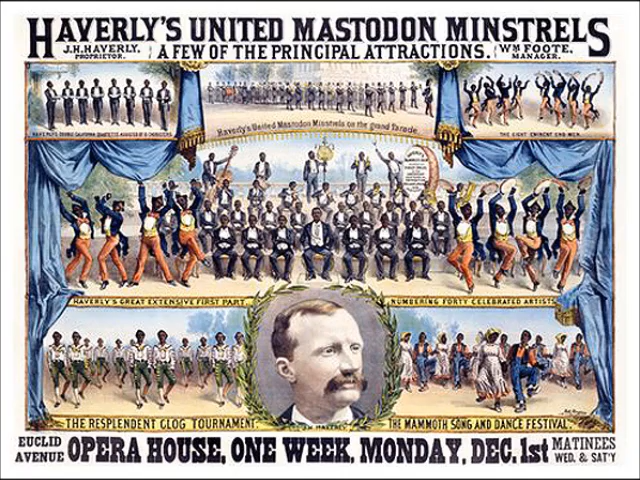 HAVERLY'S UNITED MASTODON MINSTRELS
J.H. HAVERLY, PROPRIETOR. A FEW OF THE PRINCIPAL ATTRACTIONS. WM FOOTE, MANAGER.
Haverly's United Mastodon Minstrels on the grand Parade.
THE EIGHT EMINENT END MEN.
HAVERLY'S GREAT EXTENSIVE FIRST PART
NUMBERING FORTY CELEBRATED ARTISTS
THE RESPLENDENT CLOG TOURNAMENT.
J.H. HAVERLY.
THE MAMMOTH SONG AND DANCE FESTIVAL.
EUCLID AVENUE OPERA HOUSE, ONE WEEK, MONDAY, DEC. 1st MATINEES WED. & SAT'Y